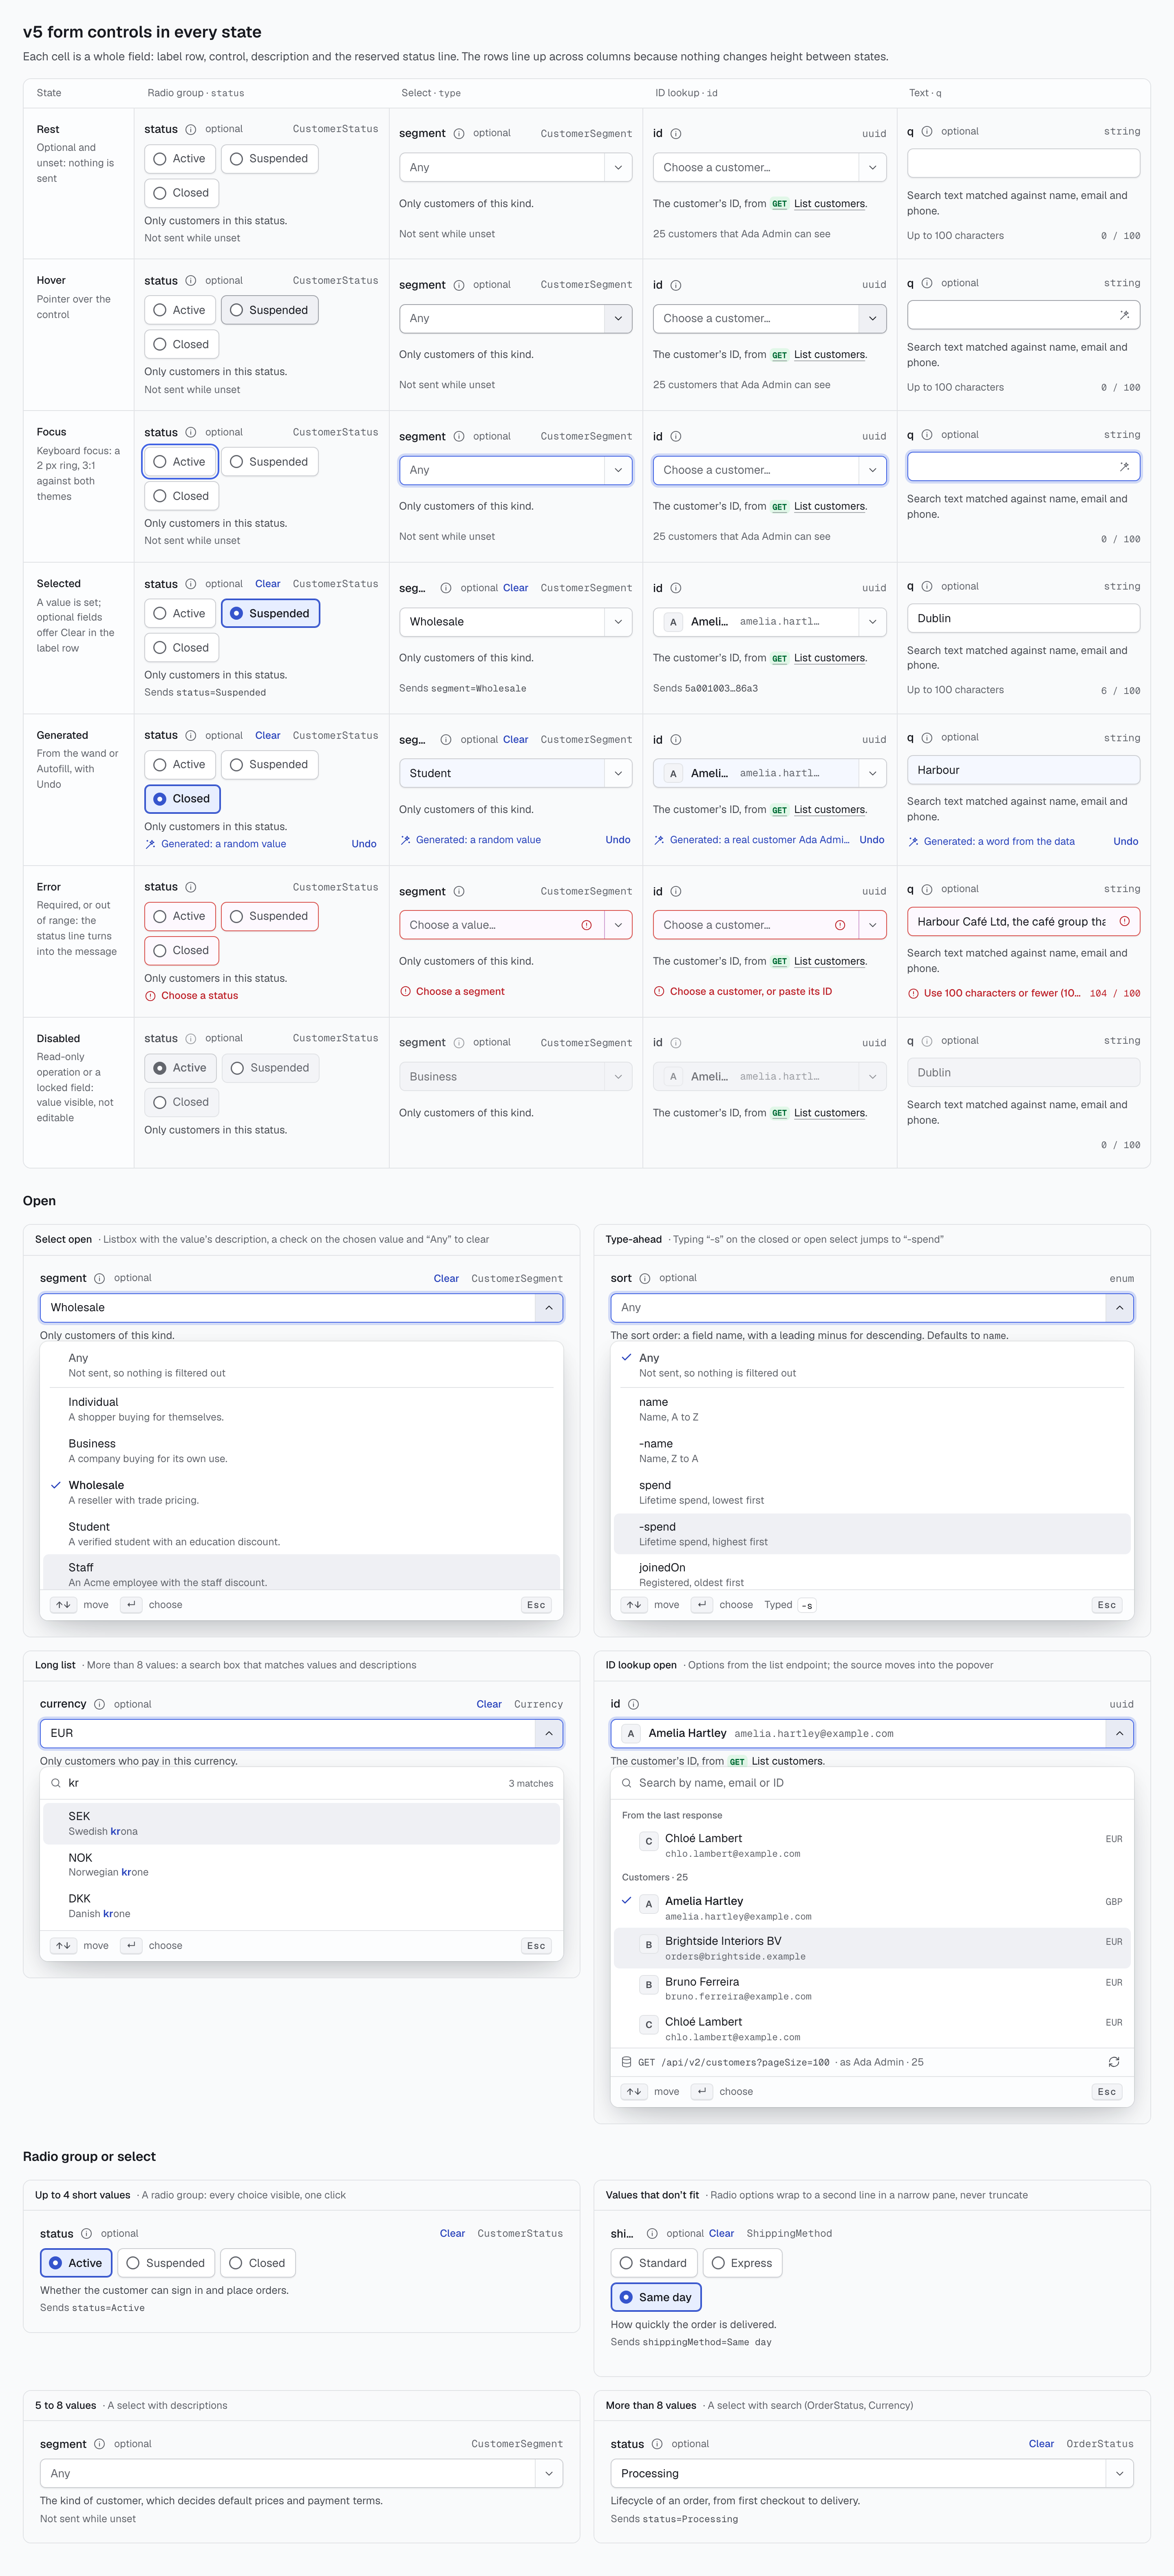 v5 form controls in every state
Each cell is a whole field: label row, control, description and the reserved status line. The rows line up across columns because nothing changes height between states.
State
Radio group · status
Select · type
ID lookup · id
Text · q
Rest
Optional and
unset: nothing is
sent
status optional CustomerStatus
Active Suspended
Closed
Only customers in this status.
Not sent while unset
segment optional CustomerSegment
Any
Only customers of this kind.
Not sent while unset
id uuid
Choose a customer…
The customer's ID, from GET List customers.
25 customers that Ada Admin can see
q optional string
Search text matched against name, email and
phone.
Up to 100 characters 0 / 100
Hover
Pointer over the
control
status optional CustomerStatus
Active Suspended
Closed
Only customers in this status.
Not sent while unset
segment optional CustomerSegment
Any
Only customers of this kind.
Not sent while unset
id uuid
Choose a customer…
The customer's ID, from GET List customers.
25 customers that Ada Admin can see
q optional string
Search text matched against name, email and
phone.
Up to 100 characters 0 / 100
Focus
Keyboard focus: a
2 px ring, 3:1
against both
themes
status optional CustomerStatus
Active Suspended
Closed
Only customers in this status.
Not sent while unset
segment optional CustomerSegment
Any
Only customers of this kind.
Not sent while unset
id uuid
Choose a customer…
The customer's ID, from GET List customers.
25 customers that Ada Admin can see
q optional string
Search text matched against name, email and
phone.
0 / 100
Selected
A value is set;
optional fields
offer Clear in the
label row
status optional Clear CustomerStatus
Active Suspended
Closed
Only customers in this status.
Sends status=Suspended
seg… optional Clear CustomerSegment
Wholesale
Only customers of this kind.
Sends segment=Wholesale
id uuid
A Ameli… amelia.hartl…
The customer's ID, from GET List customers.
Sends 5a001003…86a3
q optional string
Dublin
Search text matched against name, email and
phone.
Up to 100 characters 6 / 100
Generated
From the wand or
Autofill, with
Undo
status optional Clear CustomerStatus
Active Suspended
Closed
Only customers in this status.
Generated: a random value Undo
seg… optional Clear CustomerSegment
Student
Only customers of this kind.
Generated: a random value Undo
id uuid
A Ameli… amelia.hartl…
The customer's ID, from GET List customers.
Generated: a real customer Ada Admi… Undo
q optional string
Harbour
Search text matched against name, email and
phone.
Generated: a word from the data Undo
Error
Required, or out
of range: the
status line turns
into the message
status CustomerStatus
Active Suspended
Closed
Only customers in this status.
Choose a status
segment CustomerSegment
Choose a value…
Only customers of this kind.
Choose a segment
id uuid
Choose a customer…
The customer's ID, from GET List customers.
Choose a customer, or paste its ID
q optional string
Harbour Café Ltd, the café group tha
Search text matched against name, email and
phone.
Use 100 characters or fewer (10… 104 / 100
Disabled
Read-only
operation or a
locked field:
value visible, not
editable
status optional CustomerStatus
Active Suspended
Closed
Only customers in this status.
segment optional CustomerSegment
Business
Only customers of this kind.
id uuid
A Ameli… amelia.hartl…
The customer's ID, from GET List customers.
q optional string
Dublin
Search text matched against name, email and
phone.
0 / 100
Open
Select open · Listbox with the value's description, a check on the chosen value and “Any” to clear
segment optional Clear CustomerSegment
Wholesale
Only customers of this kind.
Any
Not sent, so nothing is filtered out
Individual
A shopper buying for themselves.
Business
A company buying for its own use.
Wholesale
A reseller with trade pricing.
Student
A verified student with an education discount.
Staff
An Acme employee with the staff discount.
↑↓ move ↵ choose Esc
Type-ahead · Typing “-s” on the closed or open select jumps to “-spend”
sort optional enum
Any
The sort order: a field name, with a leading minus for descending. Defaults to name.
Any
Not sent, so nothing is filtered out
name
Name, A to Z
-name
Name, Z to A
spend
Lifetime spend, lowest first
-spend
Lifetime spend, highest first
joinedOn
Registered, oldest first
↑↓ move ↵ choose Typed -s Esc
Long list · More than 8 values: a search box that matches values and descriptions
currency optional Clear Currency
EUR
Only customers who pay in this currency.
kr 3 matches
SEK
Swedish krona
NOK
Norwegian krone
DKK
Danish krone
↑↓ move ↵ choose Esc
ID lookup open · Options from the list endpoint; the source moves into the popover
id uuid
A Amelia Hartley amelia.hartley@example.com
The customer's ID, from GET List customers.
Search by name, email or ID
From the last response
C Chloé Lambert EUR
chlo.lambert@example.com
Customers · 25
A Amelia Hartley GBP
amelia.hartley@example.com
B Brightside Interiors BV EUR
orders@brightside.example
B Bruno Ferreira EUR
bruno.ferreira@example.com
C Chloé Lambert EUR
chlo.lambert@example.com
GET /api/v2/customers?pageSize=100 · as Ada Admin · 25
↑↓ move ↵ choose Esc
Radio group or select
Up to 4 short values · A radio group: every choice visible, one click
status optional Clear CustomerStatus
Active Suspended Closed
Whether the customer can sign in and place orders.
Sends status=Active
Values that don't fit · Radio options wrap to a second line in a narrow pane, never truncate
shi… optional Clear ShippingMethod
Standard Express
Same day
How quickly the order is delivered.
Sends shippingMethod=Same day
5 to 8 values · A select with descriptions
segment optional CustomerSegment
Any
The kind of customer, which decides default prices and payment terms.
Not sent while unset
More than 8 values · A select with search (OrderStatus, Currency)
status optional Clear OrderStatus
Processing
Lifecycle of an order, from first checkout to delivery.
Sends status=Processing